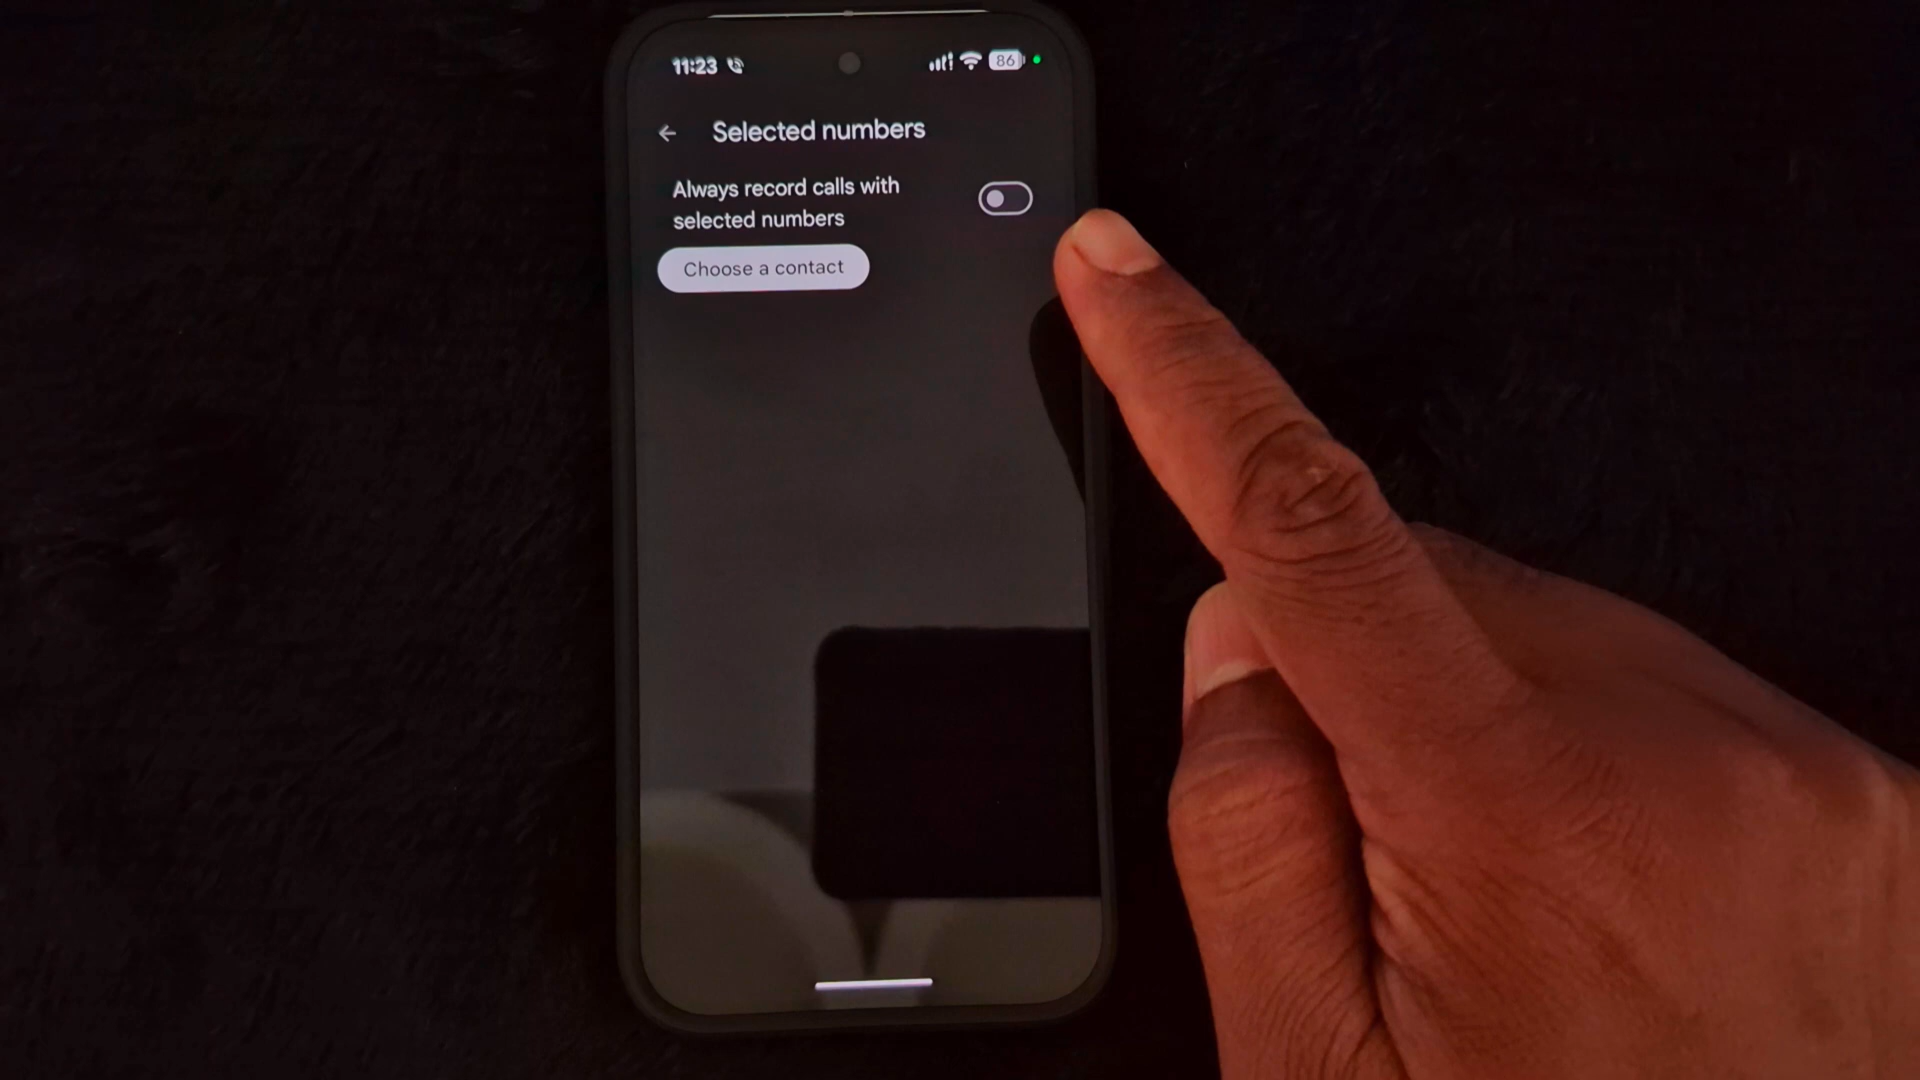 11:23
86
Selected numbers
Always record calls with
selected numbers
Choose a contact